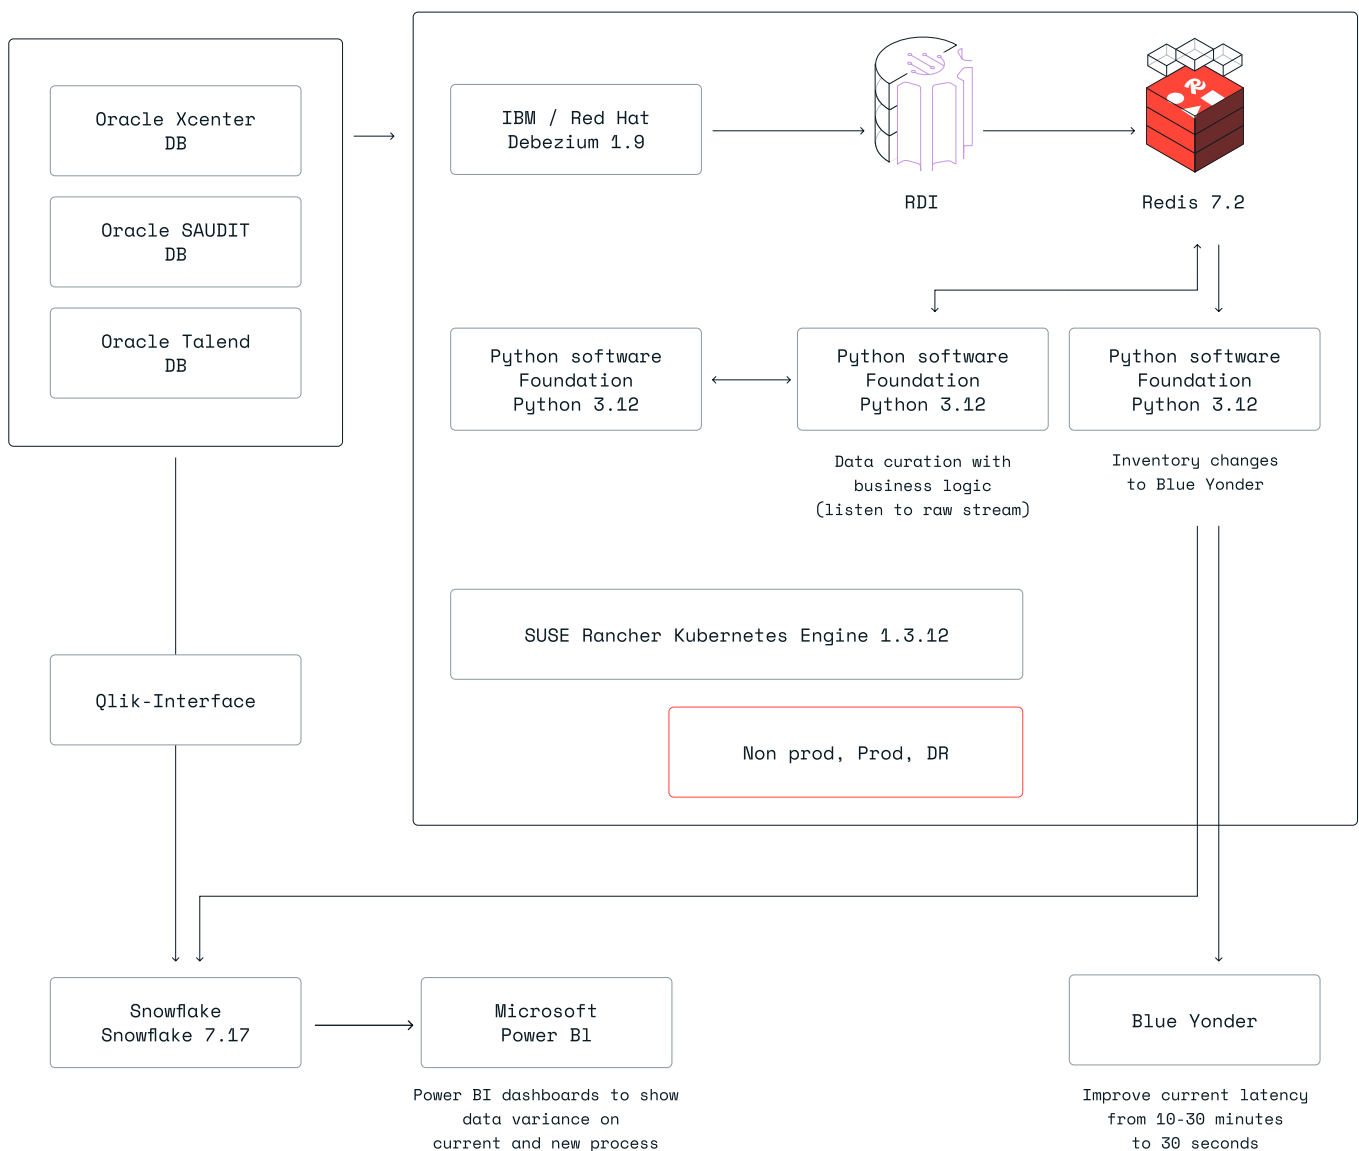 Oracle Xcenter
DB
Oracle SAUDIT
DB
Oracle Talend
DB
IBM / Red Hat
Debezium 1.9
RDI
Redis 7.2
Python software
Foundation
Python 3.12
Python software
Foundation
Python 3.12
Python software
Foundation
Python 3.12
Data curation with
business logic
(listen to raw stream)
Inventory changes
to Blue Yonder
SUSE Rancher Kubernetes Engine 1.3.12
Qlik-Interface
Non prod, Prod, DR
Snowflake
Snowflake 7.17
Microsoft
Power Bl
Blue Yonder
Power BI dashboards to show
data variance on
current and new process
Improve current latency
from 10-30 minutes
to 30 seconds